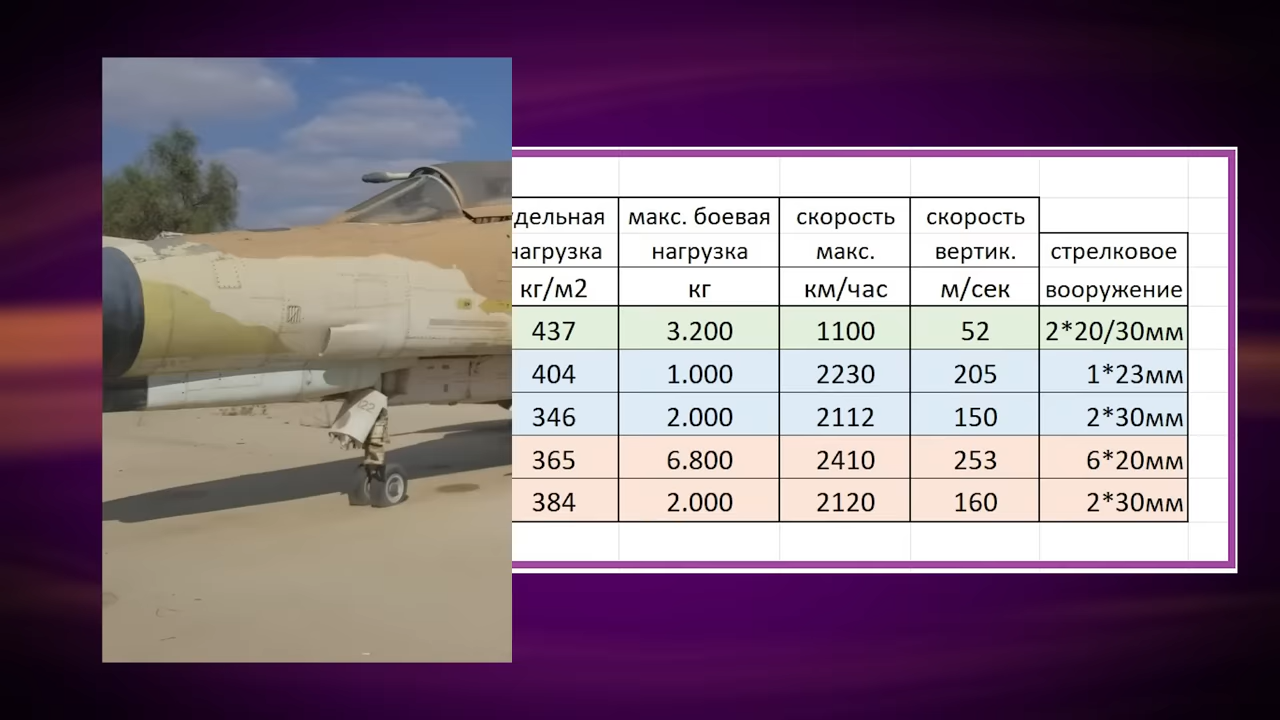 дельная макс. боевая скорость скорость
нагрузка нагрузка макс. вертик. стрелковое
кг/м2 кг км/час м/сек вооружение
437 3.200 1100 52 2*20/30мм
404 1.000 2230 205 1*23мм
346 2.000 2112 150 2*30мм
365 6.800 2410 253 6*20мм
384 2.000 2120 160 2*30мм
22